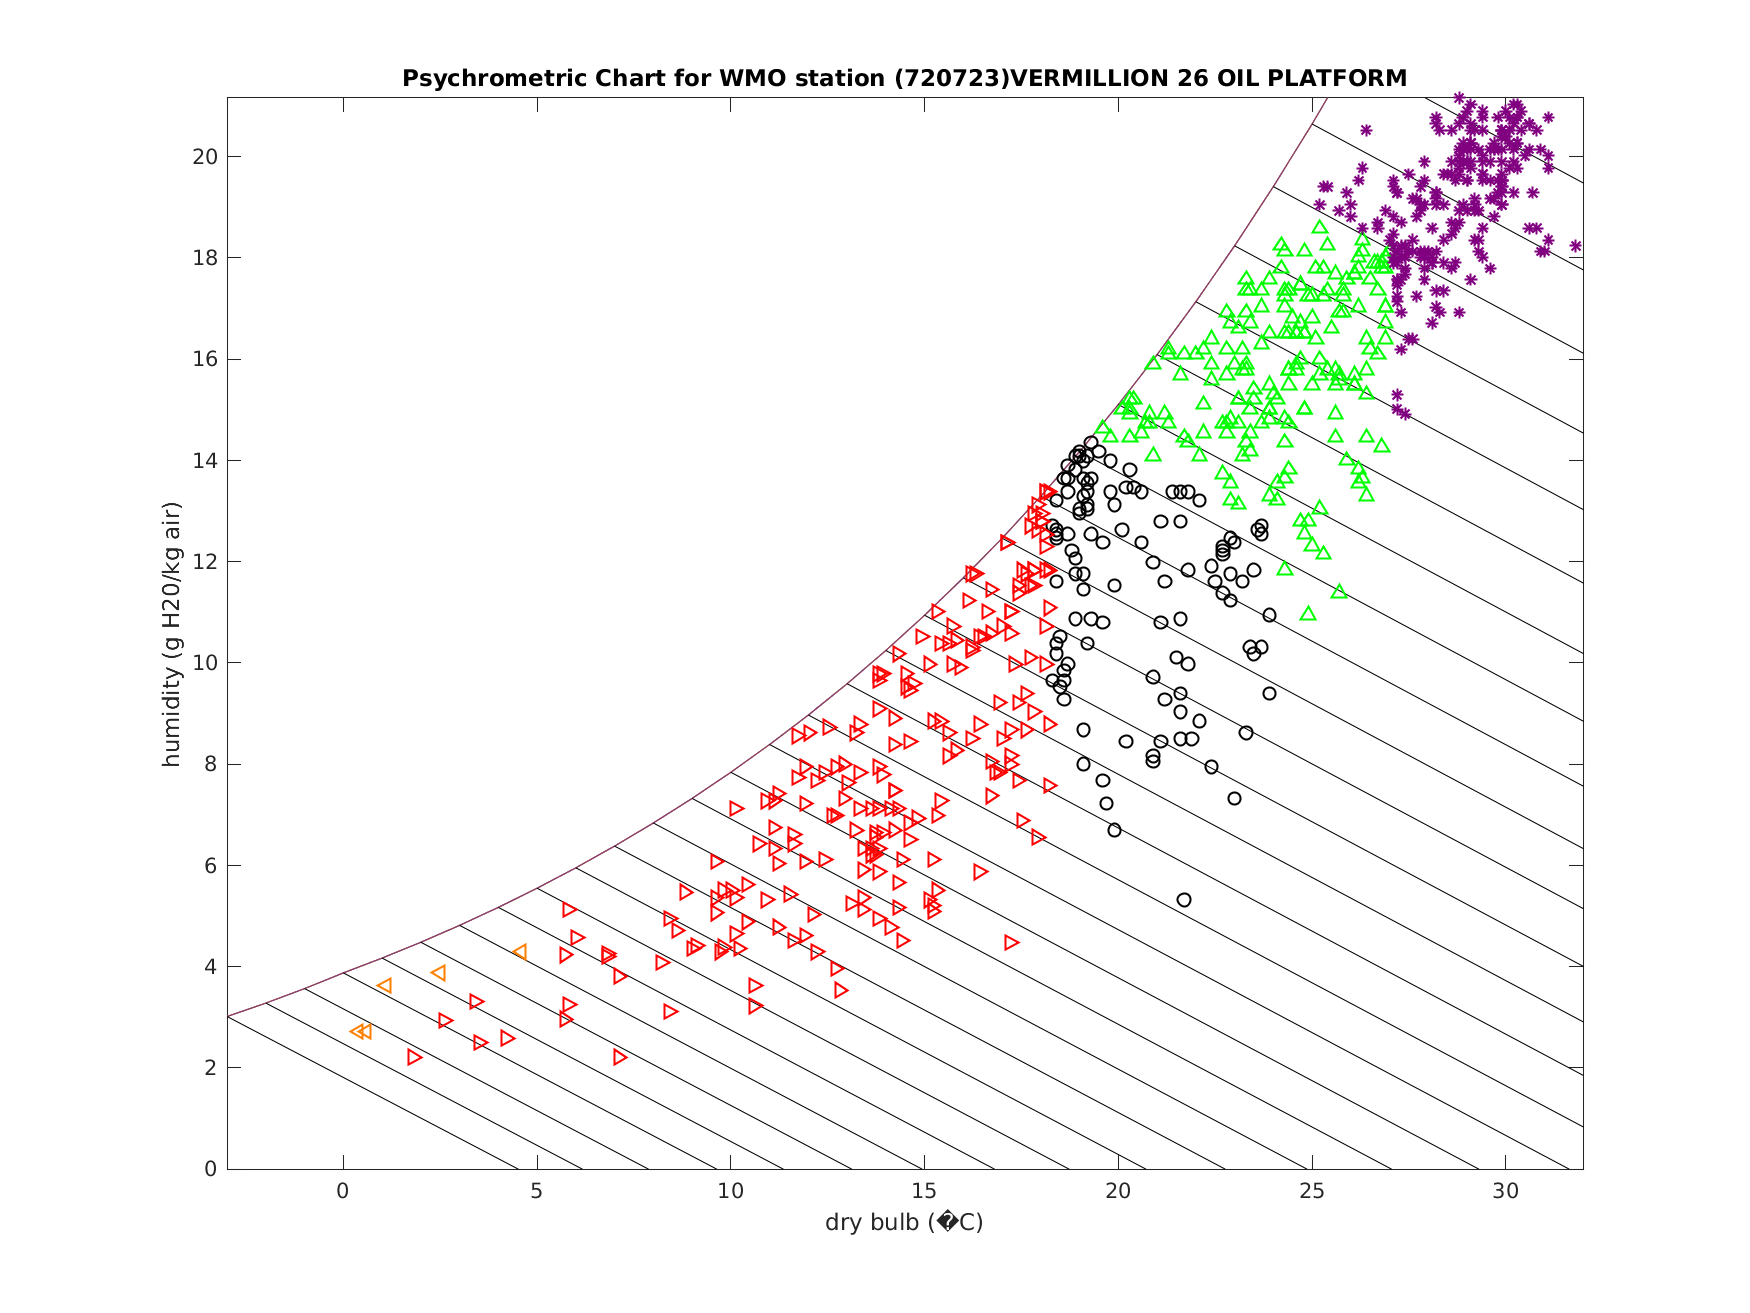 Psychrometric Chart for WMO station (720723)VERMILLION 26 OIL PLATFORM
humidity (g H20/kg air)
20
18
16
14
12
10
8
6
4
2
0
0 5 10 15 20 25 30
dry bulb (�C)